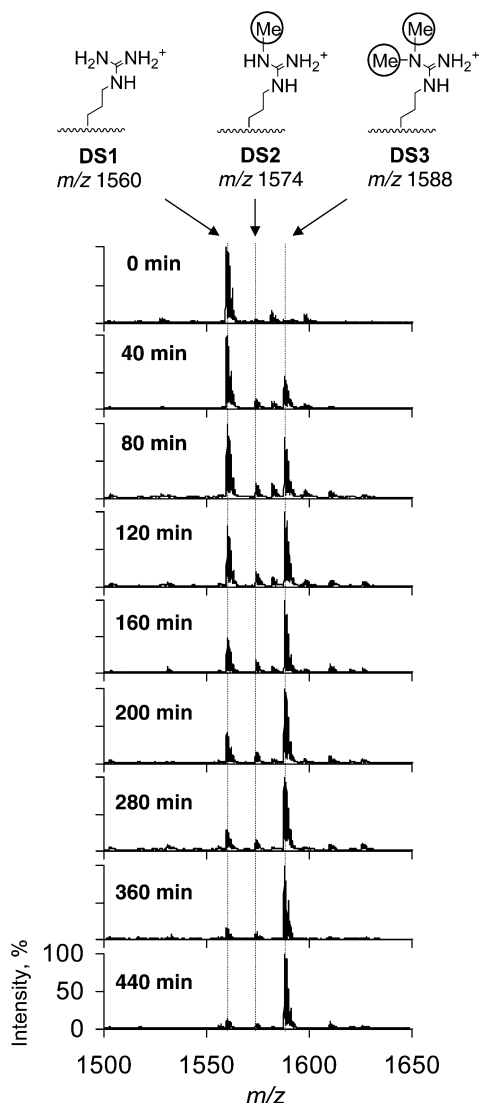 Me
Me
Me
H₂N NH₂⁺
HN NH₂⁺
N NH₂⁺
NH
NH
NH
DS1
DS2
DS3
m/z 1560
m/z 1574
m/z 1588
0 min
40 min
80 min
120 min
160 min
200 min
280 min
360 min
440 min
Intensity, %
100
50
0
1500 1550 1600 1650
m/z